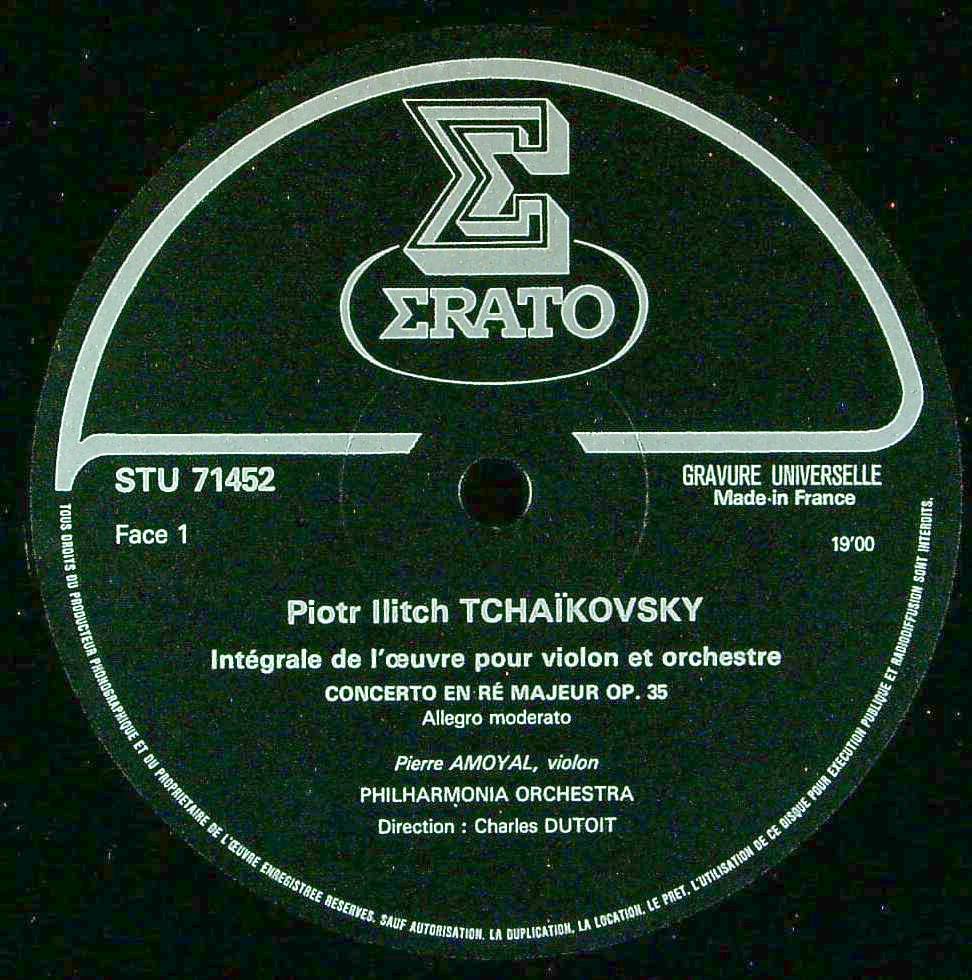 ΣRATO
STU 71452
GRAVURE UNIVERSELLE
Made in France
Face 1
19'00
Piotr Ilitch TCHAÏKOVSKY
Intégrale de l'œuvre pour violon et orchestre
CONCERTO EN RÉ MAJEUR OP. 35
Allegro moderato
Pierre AMOYAL, violon
PHILHARMONIA ORCHESTRA
Direction : Charles DUTOIT
TOUS DROITS DU PRODUCTEUR PHONOGRAPHIQUE ET DU PROPRIETAIRE DE L'ŒUVRE ENREGISTREE RESERVES. SAUF AUTORISATION, LA DUPLICATION, LA LOCATION, LE PRET, L'UTILISATION DE CE DISQUE POUR EXECUTION PUBLIQUE ET RADIODIFFUSION SONT INTERDITS.